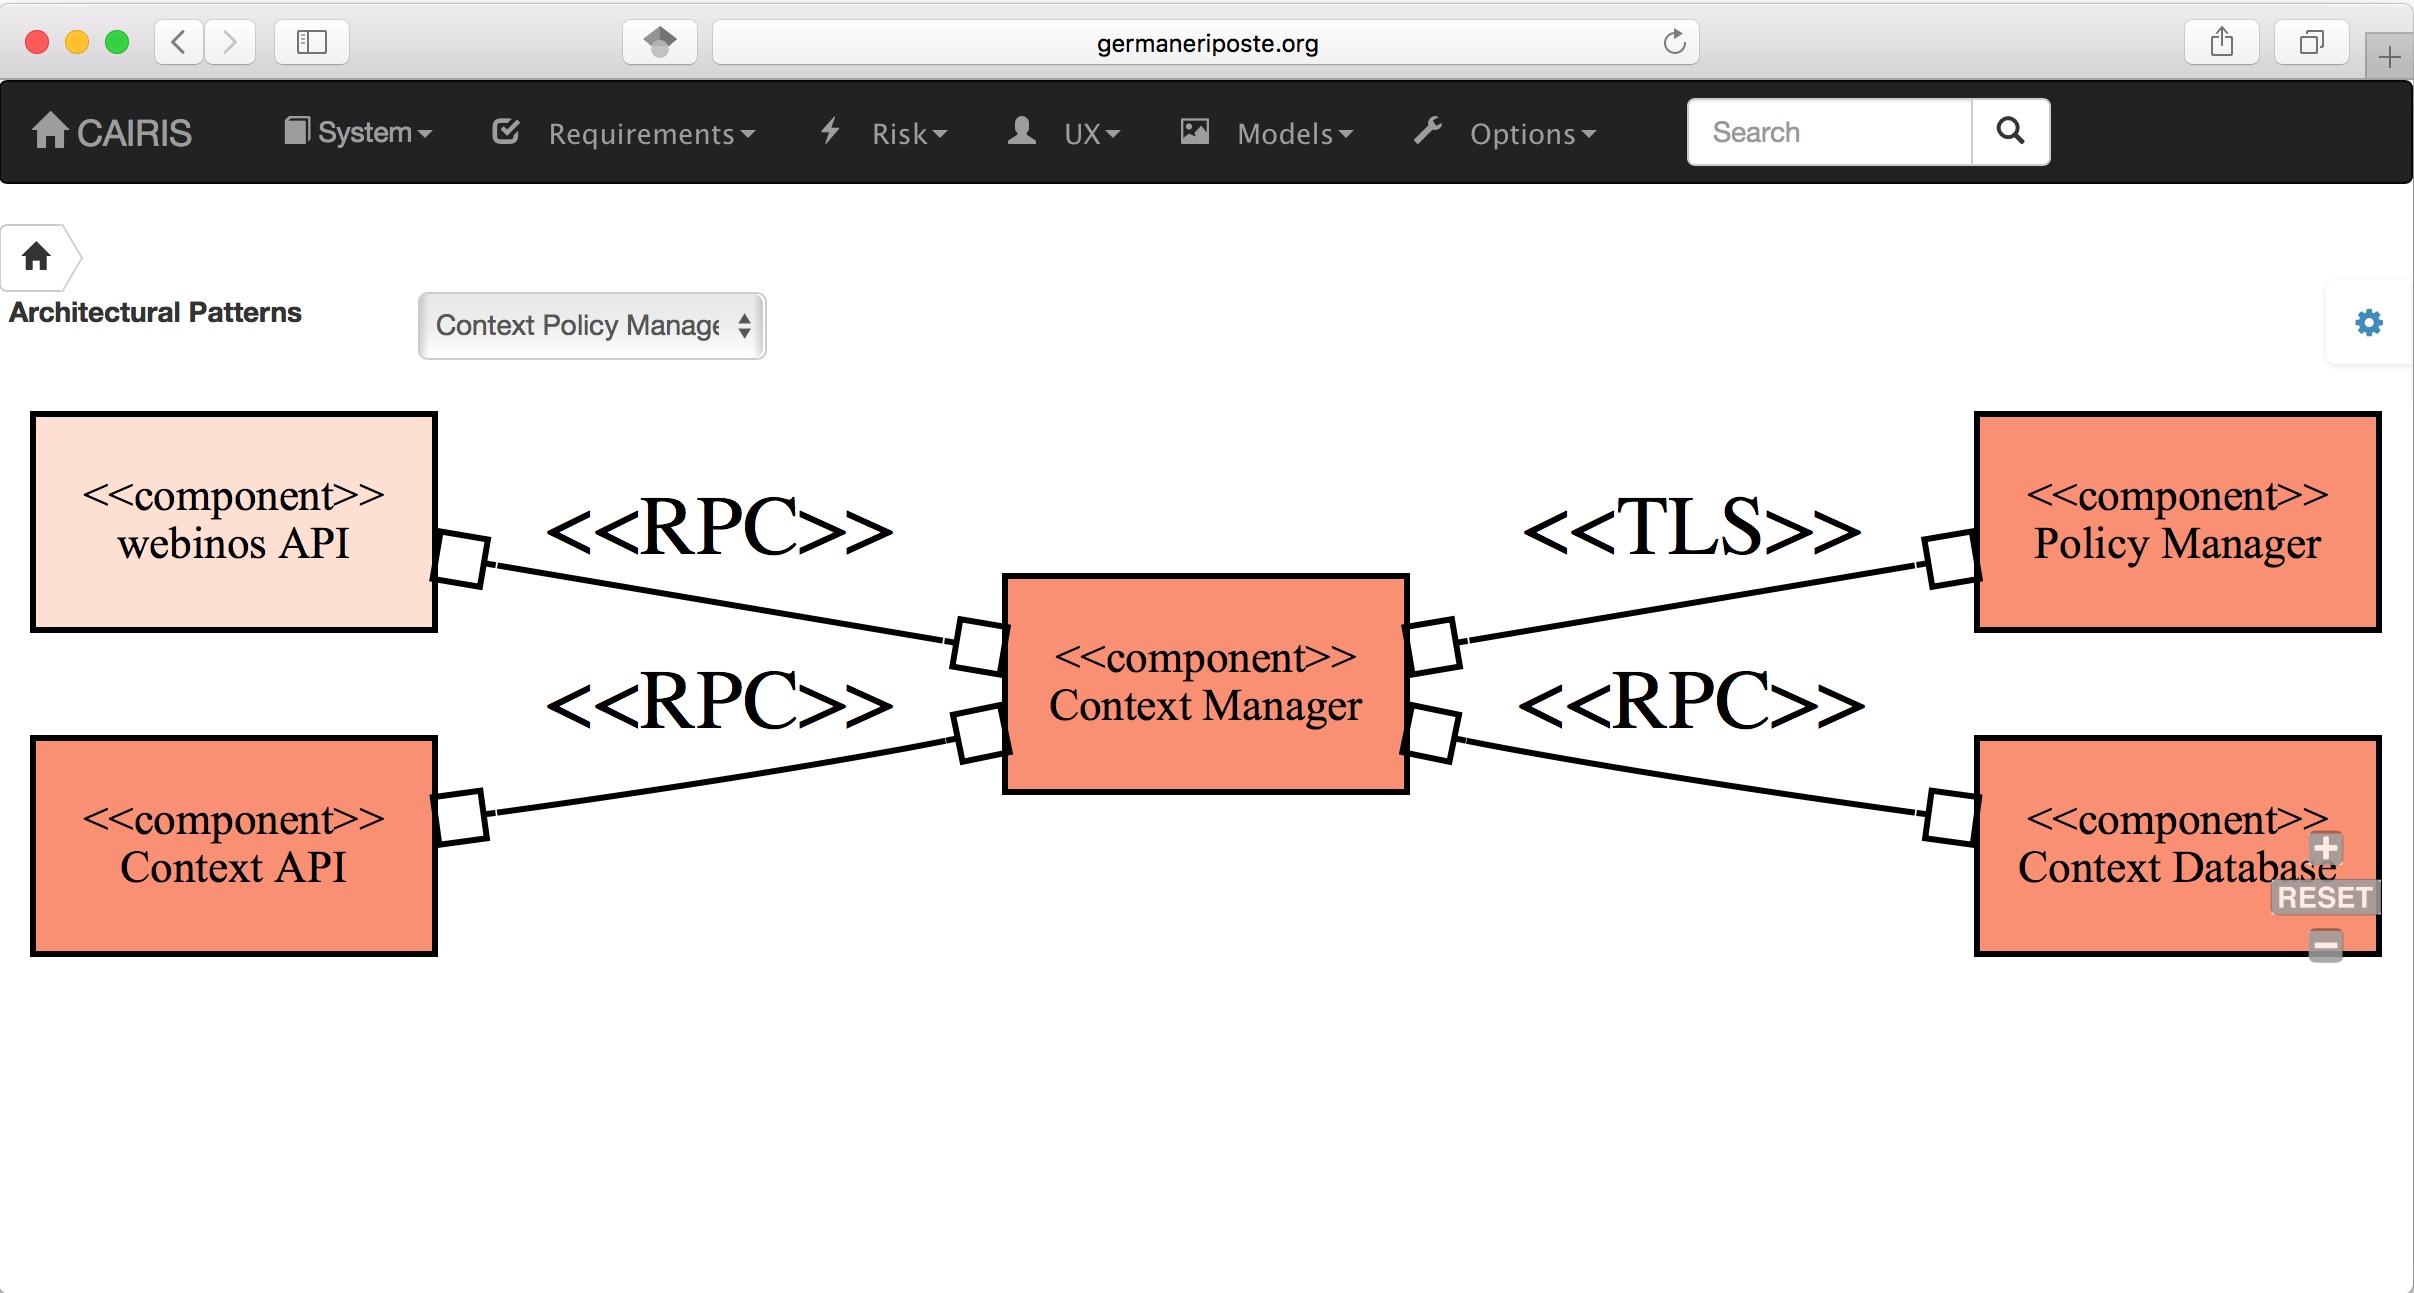 germaneriposte.org
CAIRIS System Requirements Risk UX Models Options Search
Architectural Patterns
Context Policy Manage
<<component>>
webinos API
<<RPC>>
<<TLS>>
<<component>>
Policy Manager
<<component>>
Context Manager
<<RPC>>
<<RPC>>
<<component>>
Context API
<<component>>
Context Database
RESET